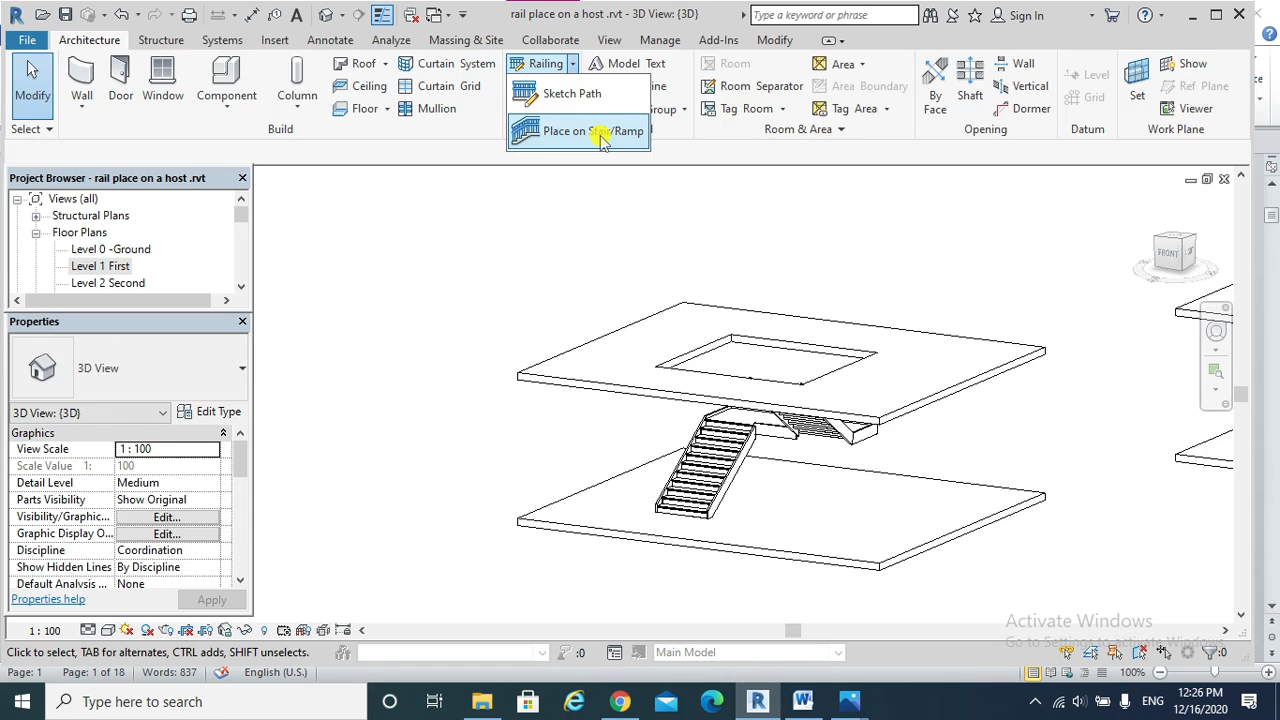 rail place on a host .rvt - 3D View: {3D}
Type a keyword or phrase
Sign In
File Architecture Structure Systems Insert Annotate Analyze Massing & Site Collaborate View Manage Add-Ins Modify
Modify
Wall
Door
Window
Component
Column
Roof
Ceiling
Floor
Curtain System
Curtain Grid
Mullion
Railing
Sketch Path
Place on Stair/Ramp
Model Text
Room
Room Separator
Tag Room
Area
Area Boundary
Tag Area
By Face
Shaft
Wall
Vertical
Dormer
Level
Grid
Set
Show
Viewer
Select
Build
Room & Area
Opening
Work Plane
Project Browser - rail place on a host .rvt
Views (all)
Structural Plans
Floor Plans
Level 0 -Ground
Level 1 First
Level 2 Second
Properties
3D View
3D View: {3D}
Edit Type
Graphics
View Scale 1 : 100
Scale Value 1: 100
Detail Level Medium
Parts Visibility Show Original
Visibility/Graphic... Edit...
Graphic Display O... Edit...
Discipline Coordination
Show Hidden Lines By Discipline
Default Analysis ... None
Properties help
Apply
FRONT
Activate Windows
Go to Settings to activate Windows.
1 : 100
Click to select, TAB for alternates, CTRL adds, SHIFT unselects.
:0
Main Model
:0
Page: 1 Page: 1 of 18 Words: 837 English (U.S.)
100%
Type here to search
ENG
12:26 PM
12/16/2020